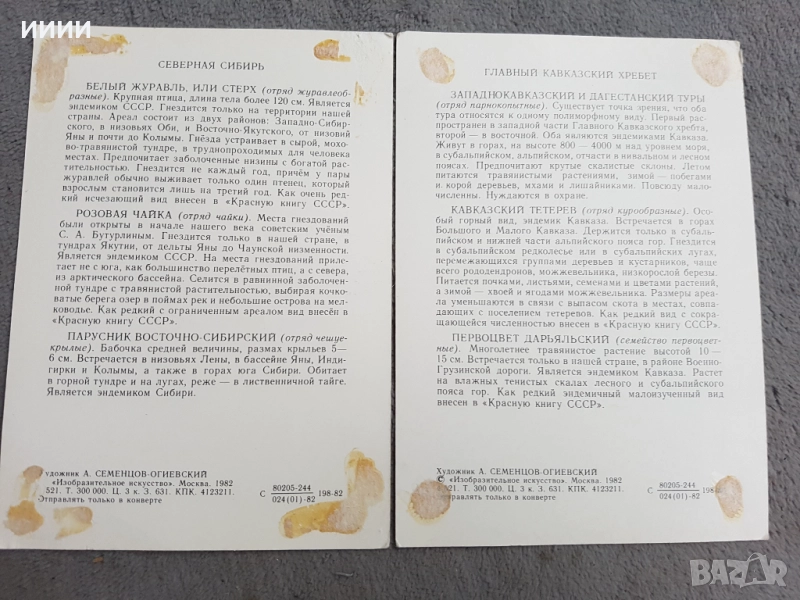 ииии
СЕВЕРНАЯ СИБИРЬ
БЕЛЫЙ ЖУРАВЛЬ, ИЛИ СТЕРХ (отряд журавлеоб-
разные). Крупная птица, длина тела более 120 см. Является
эндемиком СССР. Гнездится только на территории нашей
страны. Ареал состоит из двух районов: Западно-Сибир-
ского, в низовьях Оби, и Восточно-Якутского, от низовий
Яны и почти до Колымы. Гнёзда устраивает в сырой, мохо-
во-травянистой тундре, в труднопроходимых для человека
местах. Предпочитает заболоченные низины с богатой рас-
тительностью. Гнездится не каждый год, причём у пары
журавлей обычно выживает только один птенец, который
взрослым становится лишь на третий год. Как очень ред-
кий исчезающий вид внесен в «Красную книгу СССР».
РОЗОВАЯ ЧАЙКА (отряд чайки). Места гнездований
были открыты в начале нашего века советским учёным
С. А. Бутурлиным. Гнездится только в нашей стране, в
тундрах Якутии, от дельты Яны до Чаунской низменности.
Является эндемиком СССР. На места гнездований приле-
тает не с юга, как большинство перелётных птиц, а с севера,
из арктического бассейна. Селится в равнинной заболочен-
ной тундре с травянистой растительностью, выбирая кочко-
ватые берега озер в поймах рек и небольшие острова на мел-
ководье. Как редкий с ограниченным ареалом вид внесён в
«Красную книгу СССР».
ПАРУСНИК ВОСТОЧНО-СИБИРСКИЙ (отряд чешуе-
крылые). Бабочка средней величины, размах крыльев 5—
6 см. Встречается в низовьях Лены, в бассейне Яны, Инди-
гирки и Колымы, а также в горах юга Сибири. Обитает
в горной тундре и на лугах, реже — в лиственничной тайге.
Является эндемиком Сибири.
удожник А. СЕМЕНЦОВ-ОГИЕВСКИЙ
«Изобразительное искусство». Москва. 1982
521. Т. 300 000. Ц. 3 к. З. 631. КПК. 4123211.
Отправлять только в конверте
С 80205-244 198-82
024(01)-82
ГЛАВНЫЙ КАВКАЗСКИЙ ХРЕБЕТ
ЗАПАДНОКАВКАЗСКИЙ И ДАГЕСТАНСКИЙ ТУРЫ
(отряд парнокопытные). Существует точка зрения, что оба
тура относятся к одному полиморфному виду. Первый рас-
пространен в западной части Главного Кавказского хребта,
второй — в восточной. Оба являются эндемиками Кавказа.
Живут в горах, на высоте 800 — 4000 м над уровнем моря,
в субальпийском, альпийском, отчасти в нивальном и лесном
поясах. Предпочитают крутые скалистые склоны. Летом
питаются травянистыми растениями, зимой — побегами
и корой деревьев, мхами и лишайниками. Повсюду мало-
численны. Нуждаются в охране.
КАВКАЗСКИЙ ТЕТЕРЕВ (отряд курообразные). Осо-
бый горный вид, эндемик Кавказа. Встречается в горах
Большого и Малого Кавказа. Держится только в субаль-
пийском и нижней части альпийского пояса гор. Гнездится
в субальпийском редколесье или в субальпийских лугах,
перемежающихся группами деревьев и кустарников, чаще
всего рододендронов, можжевельника, низкорослой березы.
Питается почками, листьями, семенами и цветами растений,
а зимой — хвоей и ягодами можжевельника. Размеры ареа-
ла уменьшаются в связи с выпасом скота в местах, совпа-
дающих с поселением тетеревов. Как редкий вид с сокра-
щающейся численностью внесен в «Красную книгу СССР».
ПЕРВОЦВЕТ ДАРЬЯЛЬСКИЙ (семейство первоцвет-
ные). Многолетнее травянистое растение высотой 10 —
15 см. Встречается только в нашей стране, в районе Военно-
Грузинской дороги. Является эндемиком Кавказа. Растет
на влажных тенистых скалах лесного и субальпийского
пояса гор. Как редкий эндемичный малоизученный вид
внесен в «Красную книгу СССР».
Художник А. СЕМЕНЦОВ-ОГИЕВСКИЙ
© «Изобразительное искусство». Москва. 1982
521. Т. 300 000. Ц. 3 к. З. 631. КПК. 4123211.
Отправлять только в конверте
С 80205-244 198-
024(01)-82
BAZAR